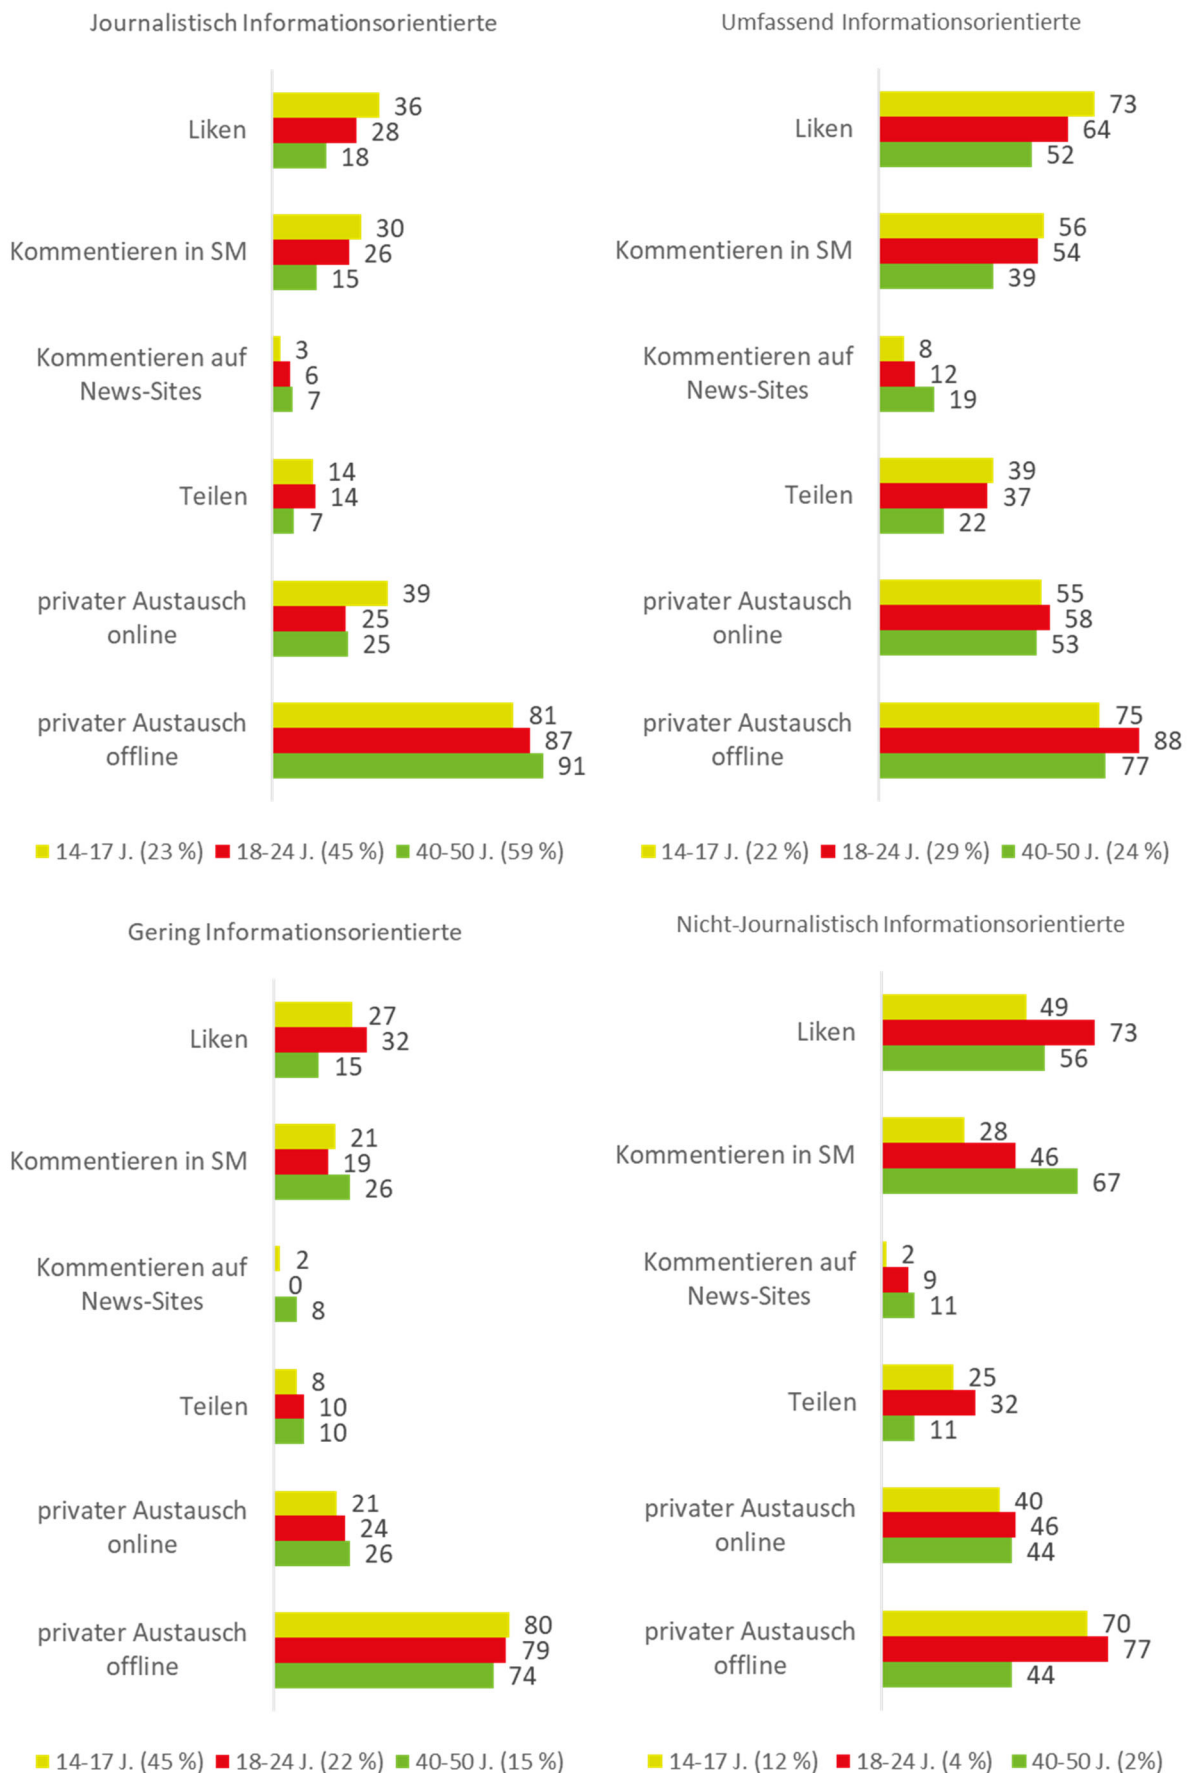 Journalistisch Informationsorientierte
Liken
36
28
18
Kommentieren in SM
30
26
15
Kommentieren auf
News-Sites
3
6
7
Teilen
14
14
7
privater Austausch
online
39
25
25
privater Austausch
offline
81
87
91
14-17 J. (23 %) 18-24 J. (45 %) 40-50 J. (59 %)
Umfassend Informationsorientierte
Liken
73
64
52
Kommentieren in SM
56
54
39
Kommentieren auf
News-Sites
8
12
19
Teilen
39
37
22
privater Austausch
online
55
58
53
privater Austausch
offline
75
88
77
14-17 J. (22 %) 18-24 J. (29 %) 40-50 J. (24 %)
Gering Informationsorientierte
Liken
27
32
15
Kommentieren in SM
21
19
26
Kommentieren auf
News-Sites
2
0
8
Teilen
8
10
10
privater Austausch
online
21
24
26
privater Austausch
offline
80
79
74
14-17 J. (45 %) 18-24 J. (22 %) 40-50 J. (15 %)
Nicht-Journalistisch Informationsorientierte
Liken
49
73
56
Kommentieren in SM
28
46
67
Kommentieren auf
News-Sites
2
9
11
Teilen
25
32
11
privater Austausch
online
40
46
44
privater Austausch
offline
70
77
44
14-17 J. (12 %) 18-24 J. (4 %) 40-50 J. (2%)